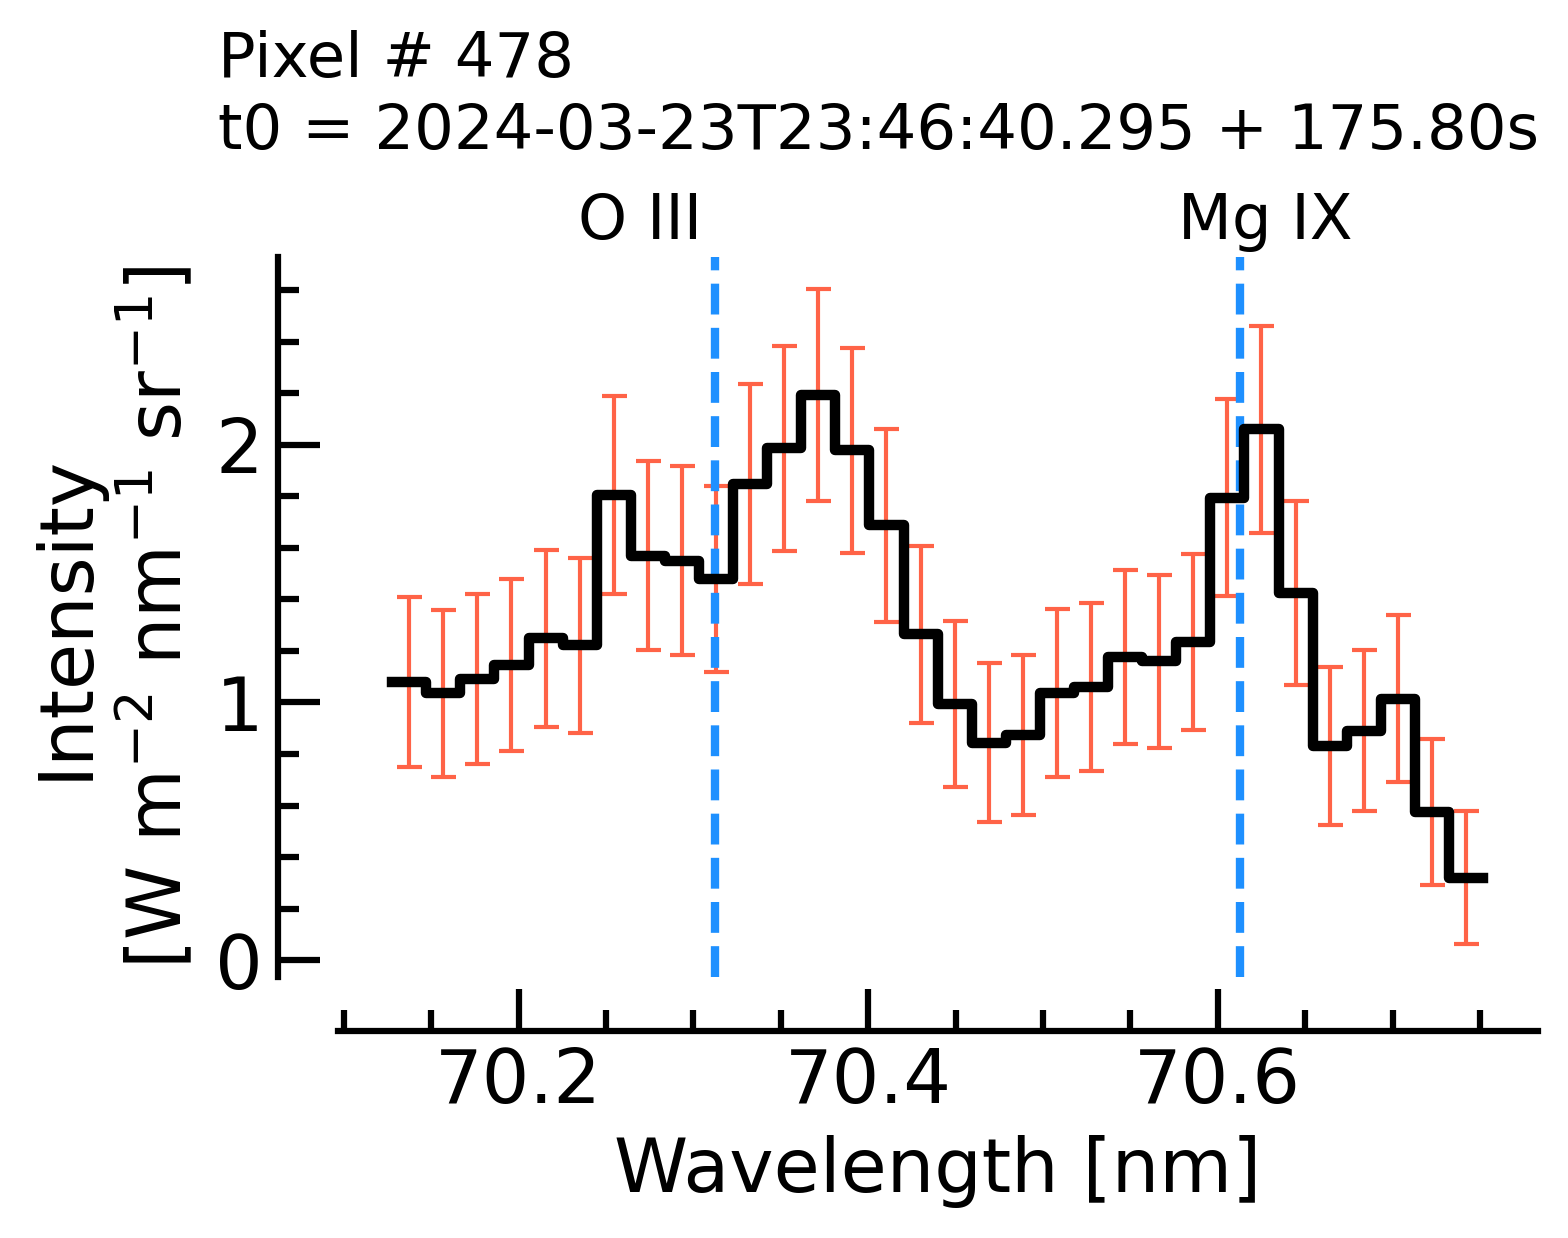 Pixel # 478
t0 = 2024-03-23T23:46:40.295 + 175.80s
O III
Mg IX
Intensity
[W m⁻² nm⁻¹ sr⁻¹]
2
1
0
70.2
70.4
70.6
Wavelength [nm]